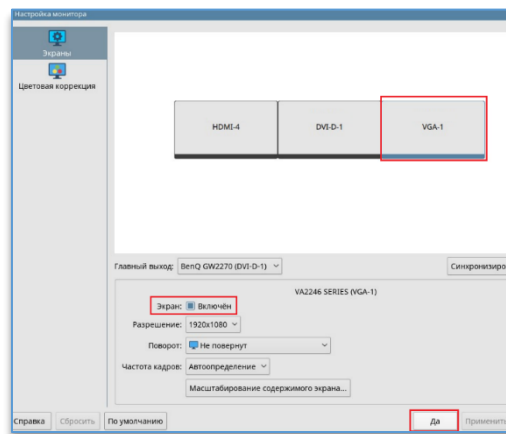 Настройка монитора
Экраны
Цветовая коррекция
HDMI-4 DVI-D-1 VGA-1
Главный выход: BenQ GW2270 (DVI-D-1) Синхронизиро
VA2246 SERIES (VGA-1)
Экран: Включён
Разрешение: 1920x1080
Поворот: Не повернут
Частота кадров: Автоопределение
Масштабирование содержимого экрана...
Справка Сбросить По умолчанию Да Применить